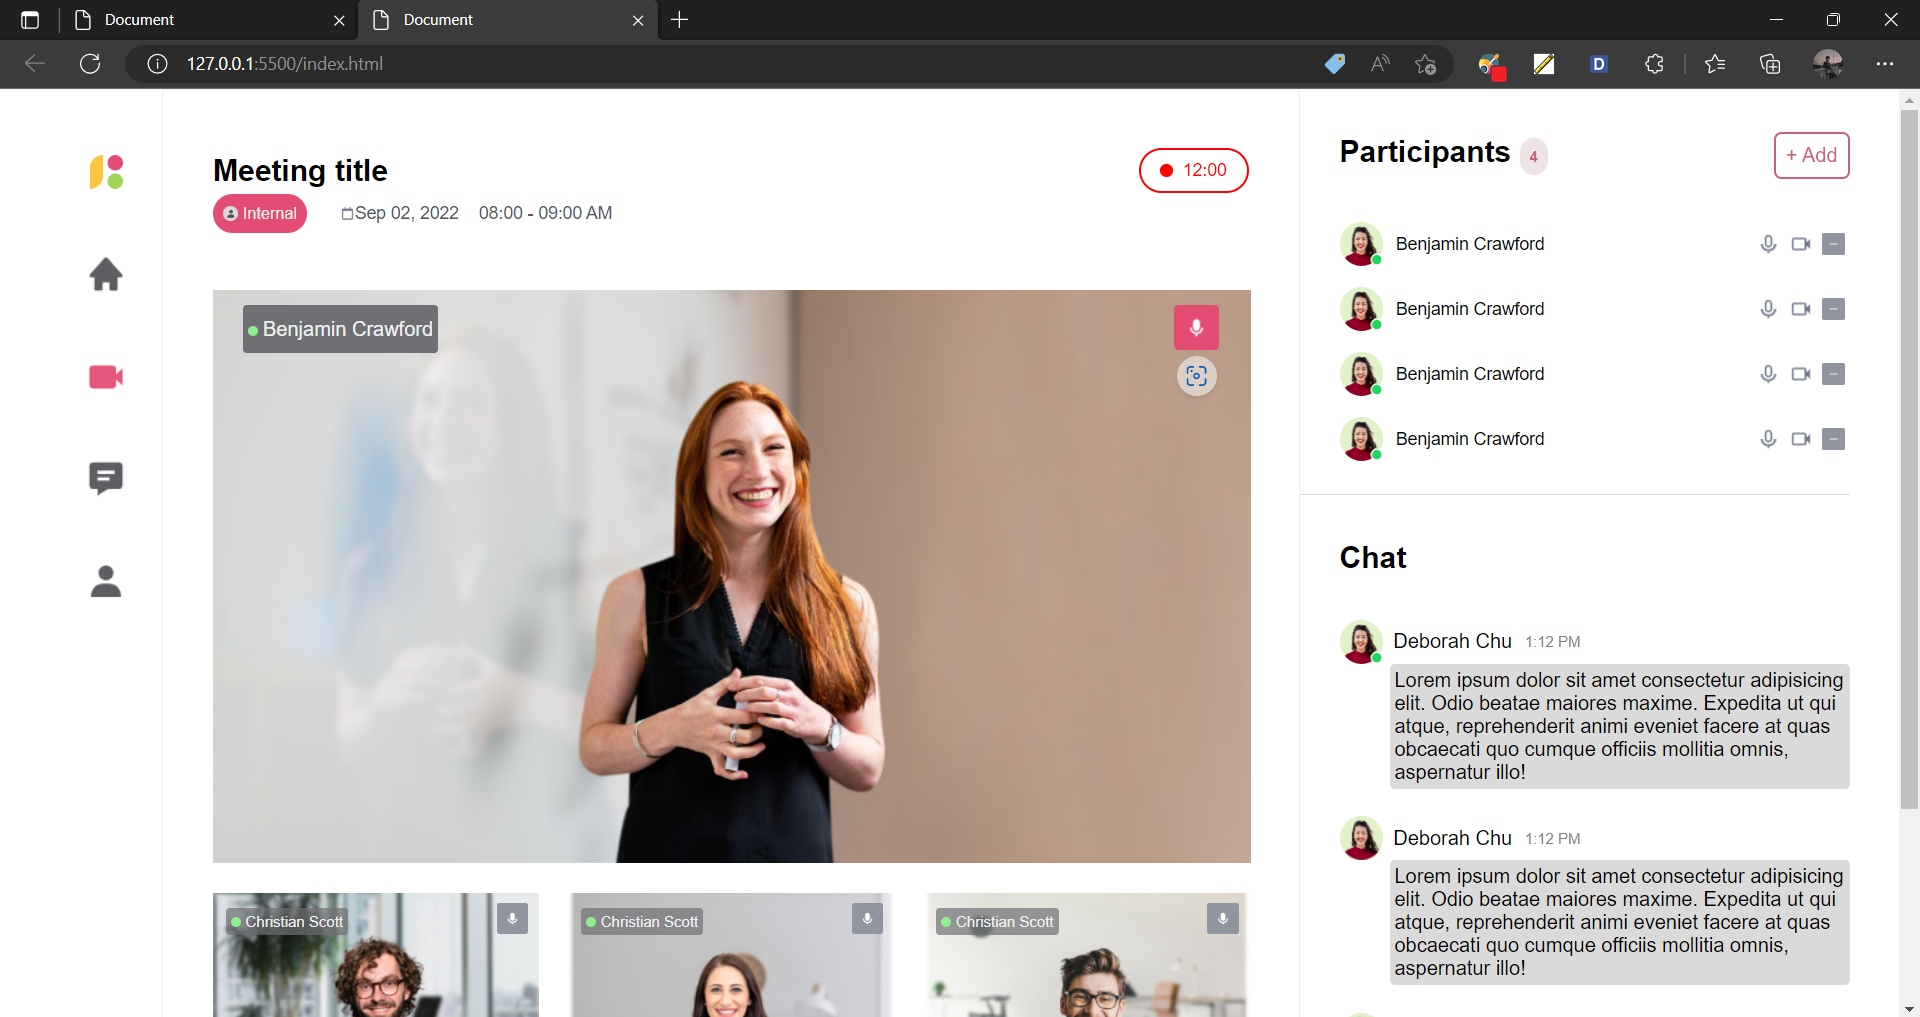 Document
Document
127.0.0.1:5500/index.html
Meeting title
12:00
Internal
Sep 02, 2022 08:00 - 09:00 AM
Benjamin Crawford
Christian Scott
Christian Scott
Christian Scott
Participants 4
+ Add
Benjamin Crawford
Benjamin Crawford
Benjamin Crawford
Benjamin Crawford
Chat
Deborah Chu 1:12 PM
Lorem ipsum dolor sit amet consectetur adipisicing
elit. Odio beatae maiores maxime. Expedita ut qui
atque, reprehenderit animi eveniet facere at quas
obcaecati quo cumque officiis mollitia omnis,
aspernatur illo!
Deborah Chu 1:12 PM
Lorem ipsum dolor sit amet consectetur adipisicing
elit. Odio beatae maiores maxime. Expedita ut qui
atque, reprehenderit animi eveniet facere at quas
obcaecati quo cumque officiis mollitia omnis,
aspernatur illo!